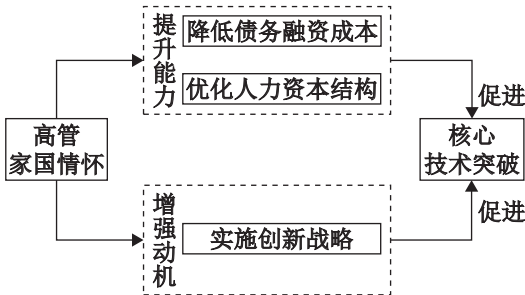 提升能力
降低债务融资成本
优化人力资本结构
促进
高管
家国情怀
核心
技术突破
增强动机
实施创新战略
促进